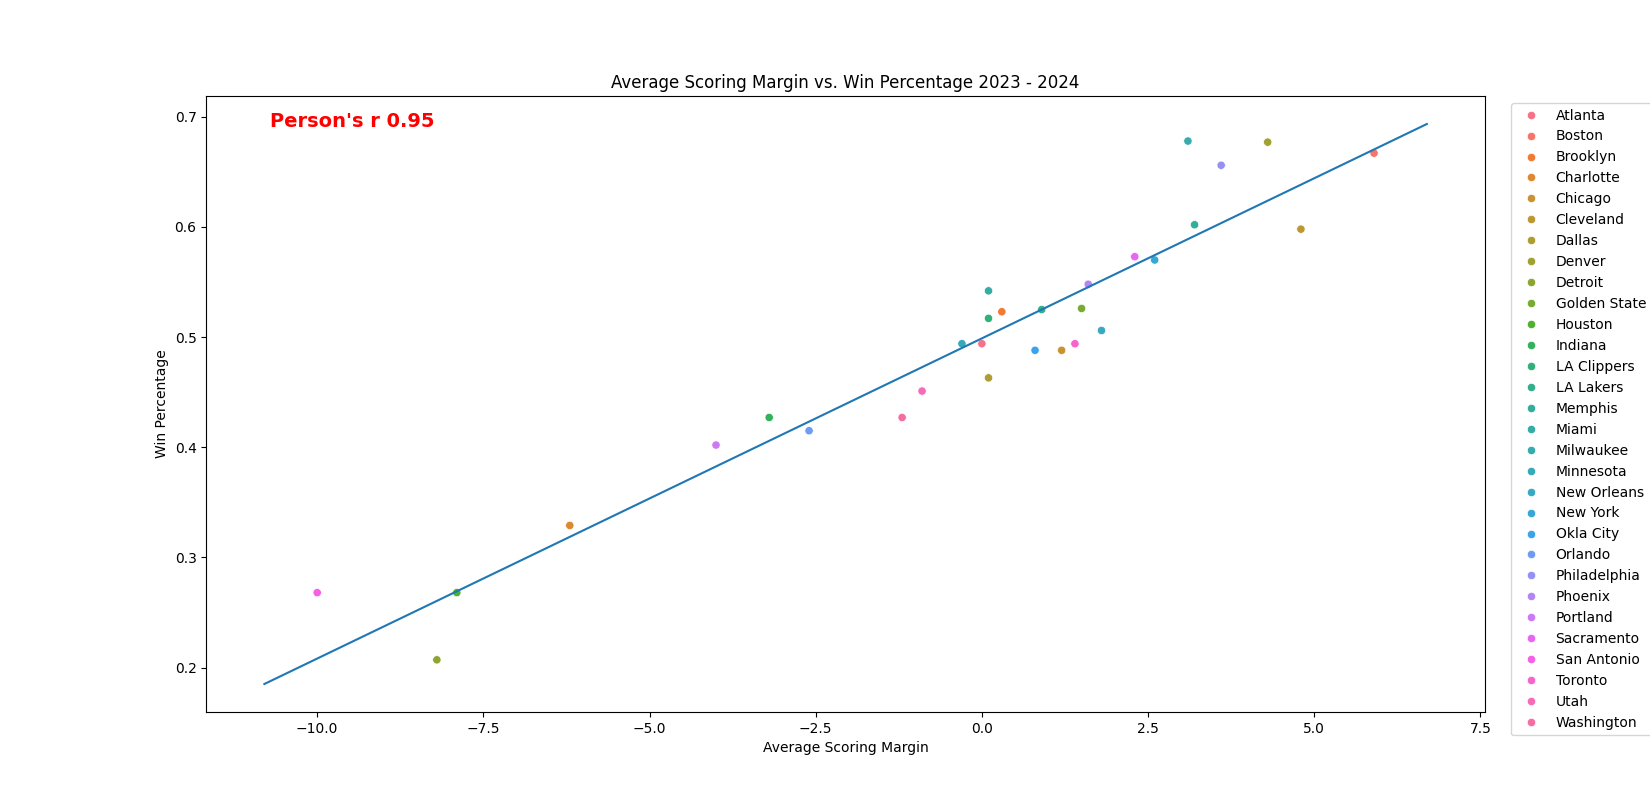 Average Scoring Margin vs. Win Percentage 2023 - 2024
Person's r 0.95
0.7
0.6
0.5
0.4
0.3
0.2
Win Percentage
−10.0
−7.5
−5.0
−2.5
0.0
2.5
5.0
7.5
Average Scoring Margin
Atlanta
Boston
Brooklyn
Charlotte
Chicago
Cleveland
Dallas
Denver
Detroit
Golden State
Houston
Indiana
LA Clippers
LA Lakers
Memphis
Miami
Milwaukee
Minnesota
New Orleans
New York
Okla City
Orlando
Philadelphia
Phoenix
Portland
Sacramento
San Antonio
Toronto
Utah
Washington